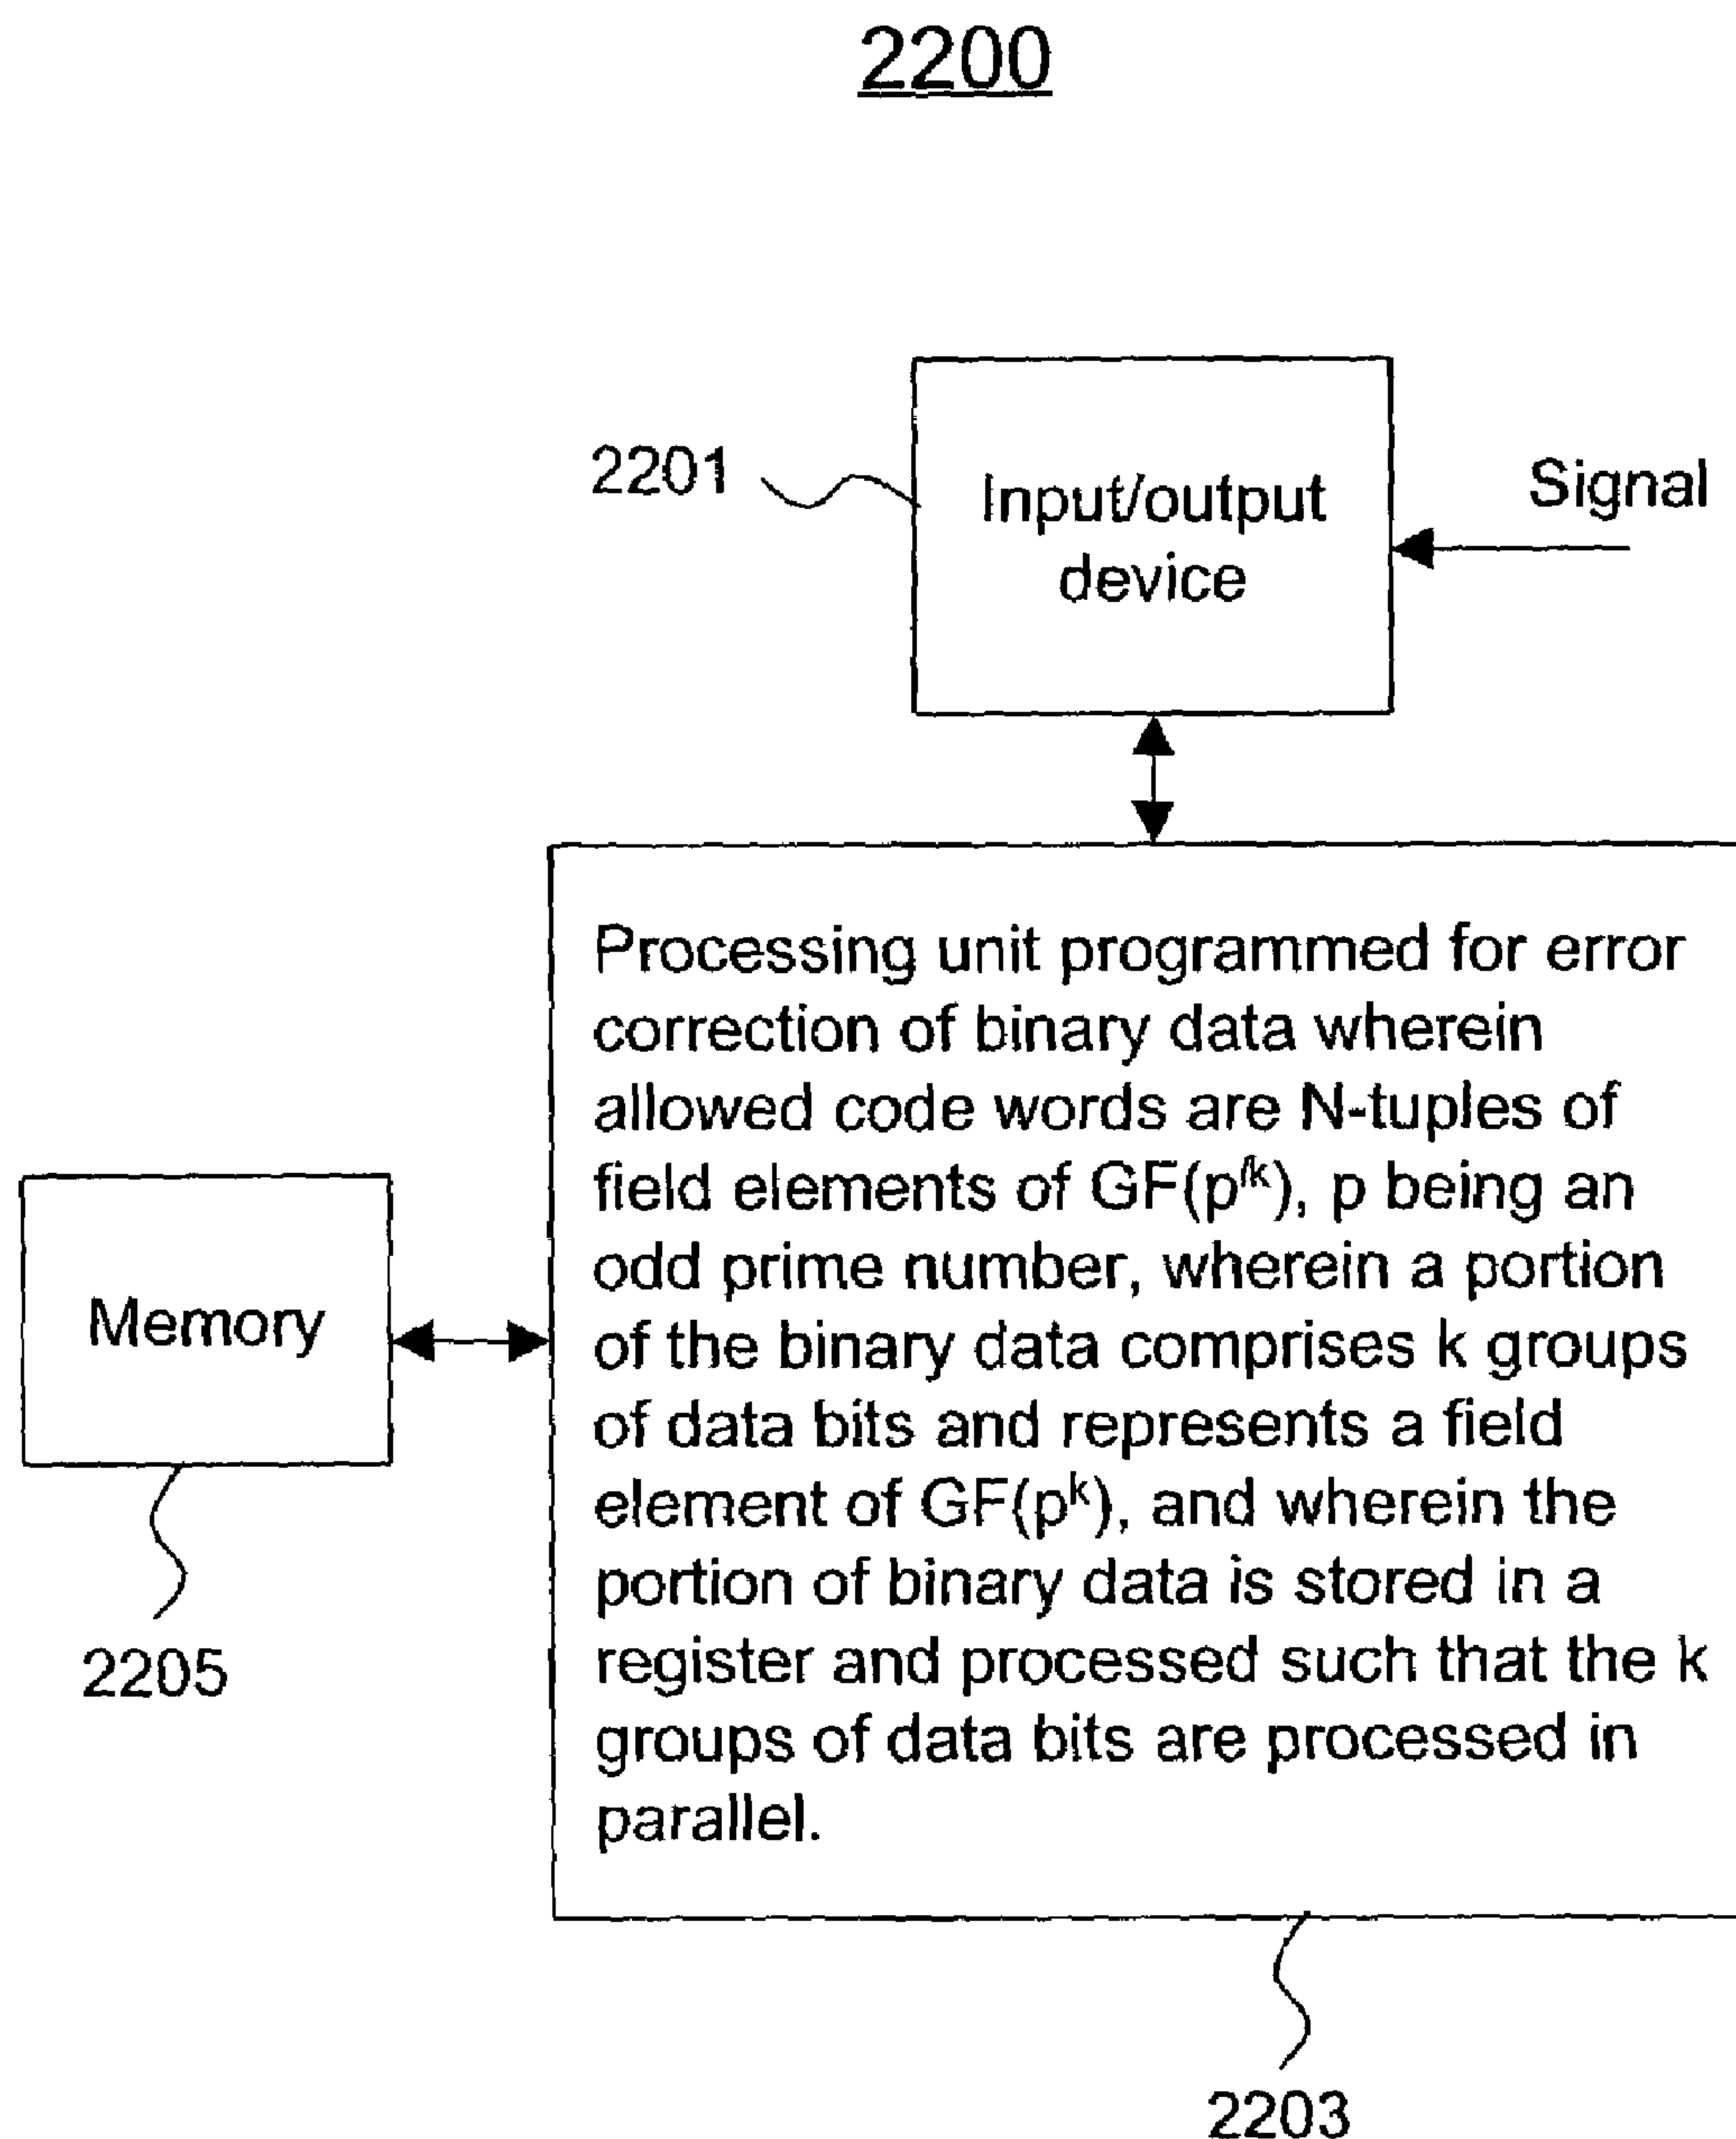 2200
2201
Input/output
device
Signal
Processing unit programmed for error
correction of binary data wherein
allowed code words are N-tuples of
field elements of GF(pᵏ), p being an
odd prime number, wherein a portion
of the binary data comprises k groups
of data bits and represents a field
element of GF(pᵏ), and wherein the
portion of binary data is stored in a
register and processed such that the k
groups of data bits are processed in
parallel.
Memory
2205
2203